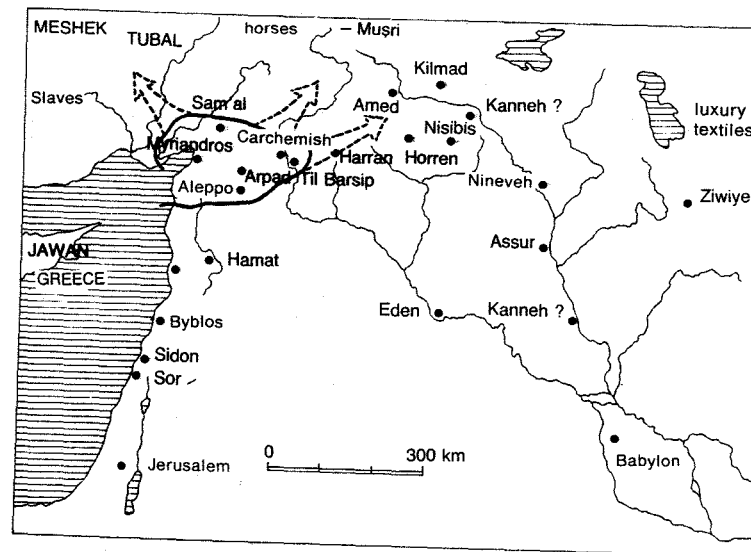 MESHEK
TUBAL
horses
– Muṣri
Kilmad
Slaves
Sam'al
Amed
Kanneh ?
luxury
textiles
Carchemish
Nisibis
Myriandros
Harran
Horren
Aleppo
Arpad
Til Barsip
Nineveh
Ziwiye
JAWAN
GREECE
Hamat
Assur
Eden
Kanneh ?
Byblos
Sidon
Sor
0
300 km
Jerusalem
Babylon